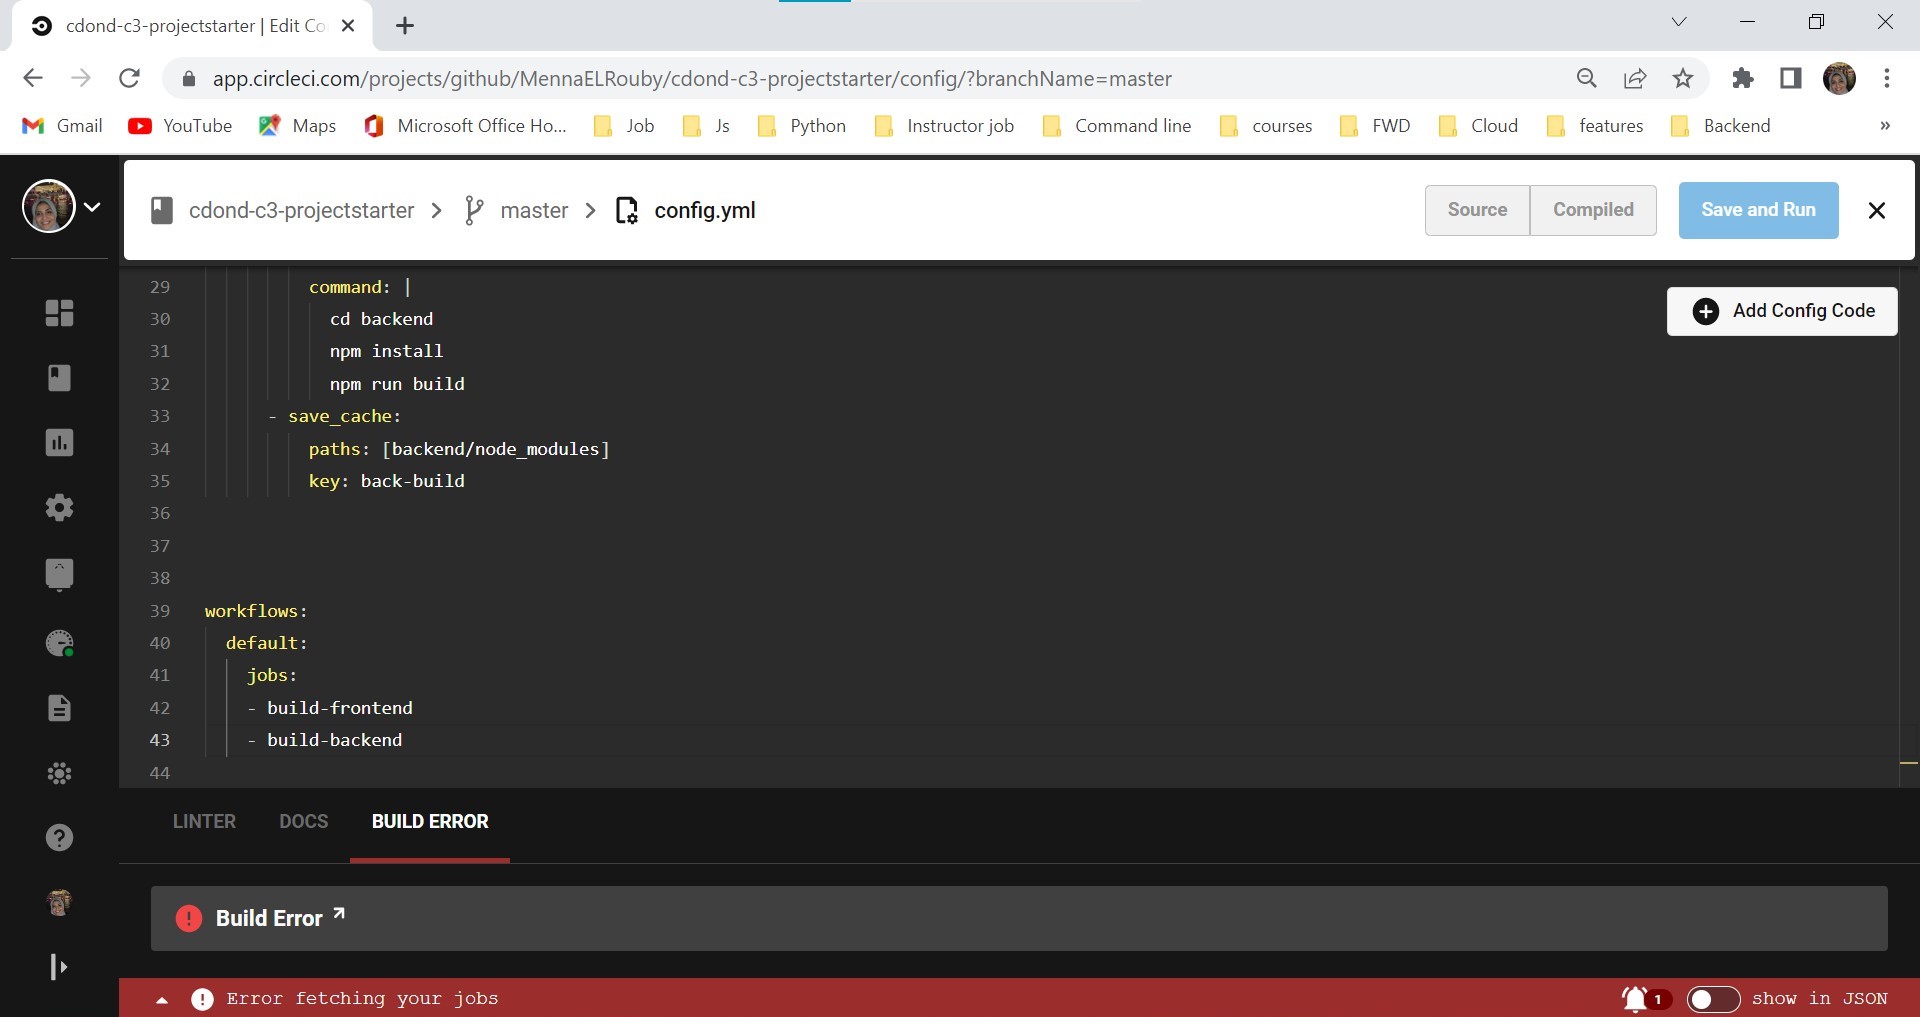 cdond-c3-projectstarter | Edit Co
app.circleci.com/projects/github/MennaELRouby/cdond-c3-projectstarter/config/?branchName=master
Gmail YouTube Maps Microsoft Office Ho... Job Js Python Instructor job Command line courses FWD Cloud features Backend »
cdond-c3-projectstarter > master > config.yml Source Compiled Save and Run
Add Config Code
29 command: |
30 cd backend
31 npm install
32 npm run build
33 - save_cache:
34 paths: [backend/node_modules]
35 key: back-build
36
37
38
39 workflows:
40 default:
41 jobs:
42 - build-frontend
43 - build-backend
44
LINTER DOCS BUILD ERROR
Build Error
Error fetching your jobs 1 show in JSON